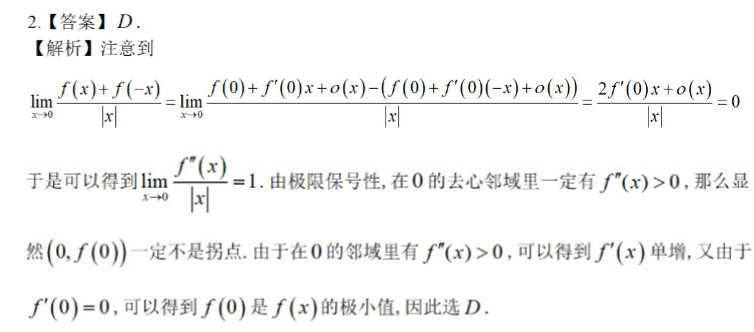 2.【答案】D.
【解析】注意到
lim_{x→0} \frac{f(x)+f(-x)}{|x|} = lim_{x→0} \frac{f(0)+f'(0)x+o(x)-(f(0)+f'(0)(-x)+o(x))}{|x|} = \frac{2f'(0)x+o(x)}{|x|} = 0
于是可以得到 lim_{x→0} \frac{f''(x)}{|x|} = 1. 由极限保号性,在0的去心邻域里一定有 f''(x)>0,那么显
然(0, f(0))一定不是拐点. 由于在0的邻域里有 f''(x)>0,可以得到 f'(x)单增,又由于
f'(0)=0,可以得到 f(0)是 f(x)的极小值,因此选D.